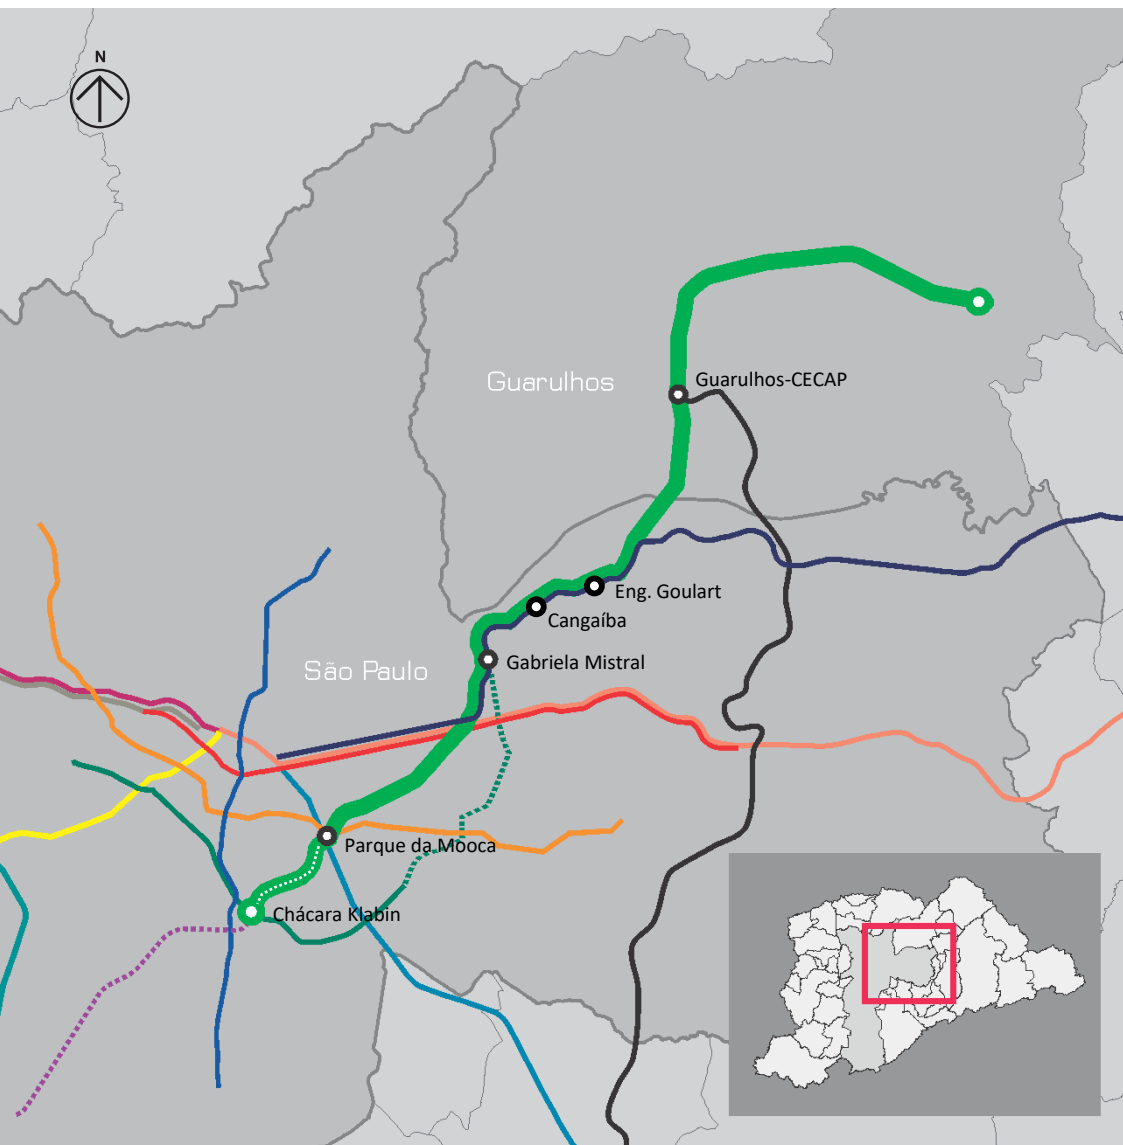 N
Guarulhos-CECAP
Guarulhos
Eng. Goulart
Cangaíba
Gabriela Mistral
São Paulo
Parque da Mooca
Chácara Klabin